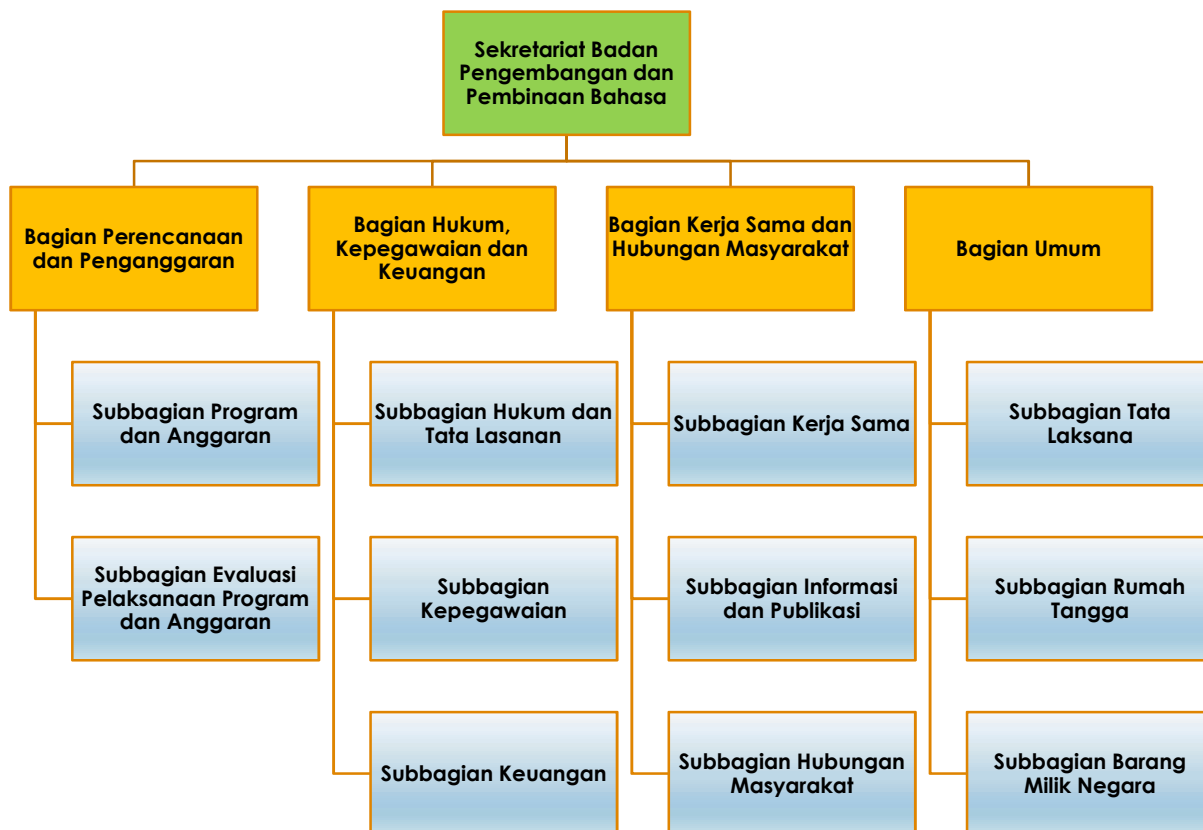 Sekretariat Badan
Pengembangan dan
Pembinaan Bahasa
Bagian Perencanaan
dan Penganggaran
Bagian Hukum,
Kepegawaian dan
Keuangan
Bagian Kerja Sama dan
Hubungan Masyarakat
Bagian Umum
Subbagian Program
dan Anggaran
Subbagian Hukum dan
Tata Lasanan
Subbagian Kerja Sama
Subbagian Tata
Laksana
Subbagian Evaluasi
Pelaksanaan Program
dan Anggaran
Subbagian
Kepegawaian
Subbagian Informasi
dan Publikasi
Subbagian Rumah
Tangga
Subbagian Keuangan
Subbagian Hubungan
Masyarakat
Subbagian Barang
Milik Negara